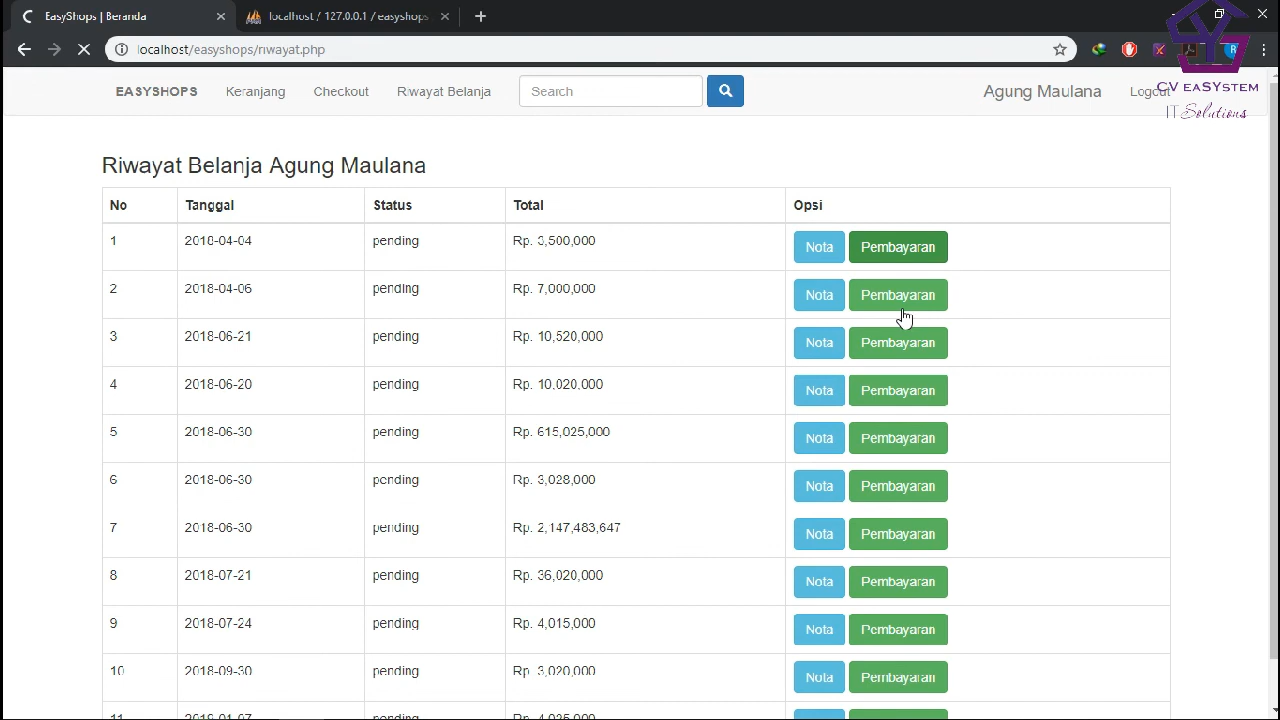 EasyShops | Beranda
localhost / 127.0.0.1 / easyshops
localhost/easyshops/riwayat.php
EASYSHOPS Keranjang Checkout Riwayat Belanja Search Agung Maulana Logout
CV eaSYstem
IT Solutions
Riwayat Belanja Agung Maulana
No Tanggal Status Total Opsi
1 2018-04-04 pending Rp. 3,500,000 Nota Pembayaran
2 2018-04-06 pending Rp. 7,000,000 Nota Pembayaran
3 2018-06-21 pending Rp. 10,520,000 Nota Pembayaran
4 2018-06-20 pending Rp. 10,020,000 Nota Pembayaran
5 2018-06-30 pending Rp. 615,025,000 Nota Pembayaran
6 2018-06-30 pending Rp. 3,028,000 Nota Pembayaran
7 2018-06-30 pending Rp. 2,147,483,647 Nota Pembayaran
8 2018-07-21 pending Rp. 36,020,000 Nota Pembayaran
9 2018-07-24 pending Rp. 4,015,000 Nota Pembayaran
10 2018-09-30 pending Rp. 3,020,000 Nota Pembayaran
11 pending Rp.